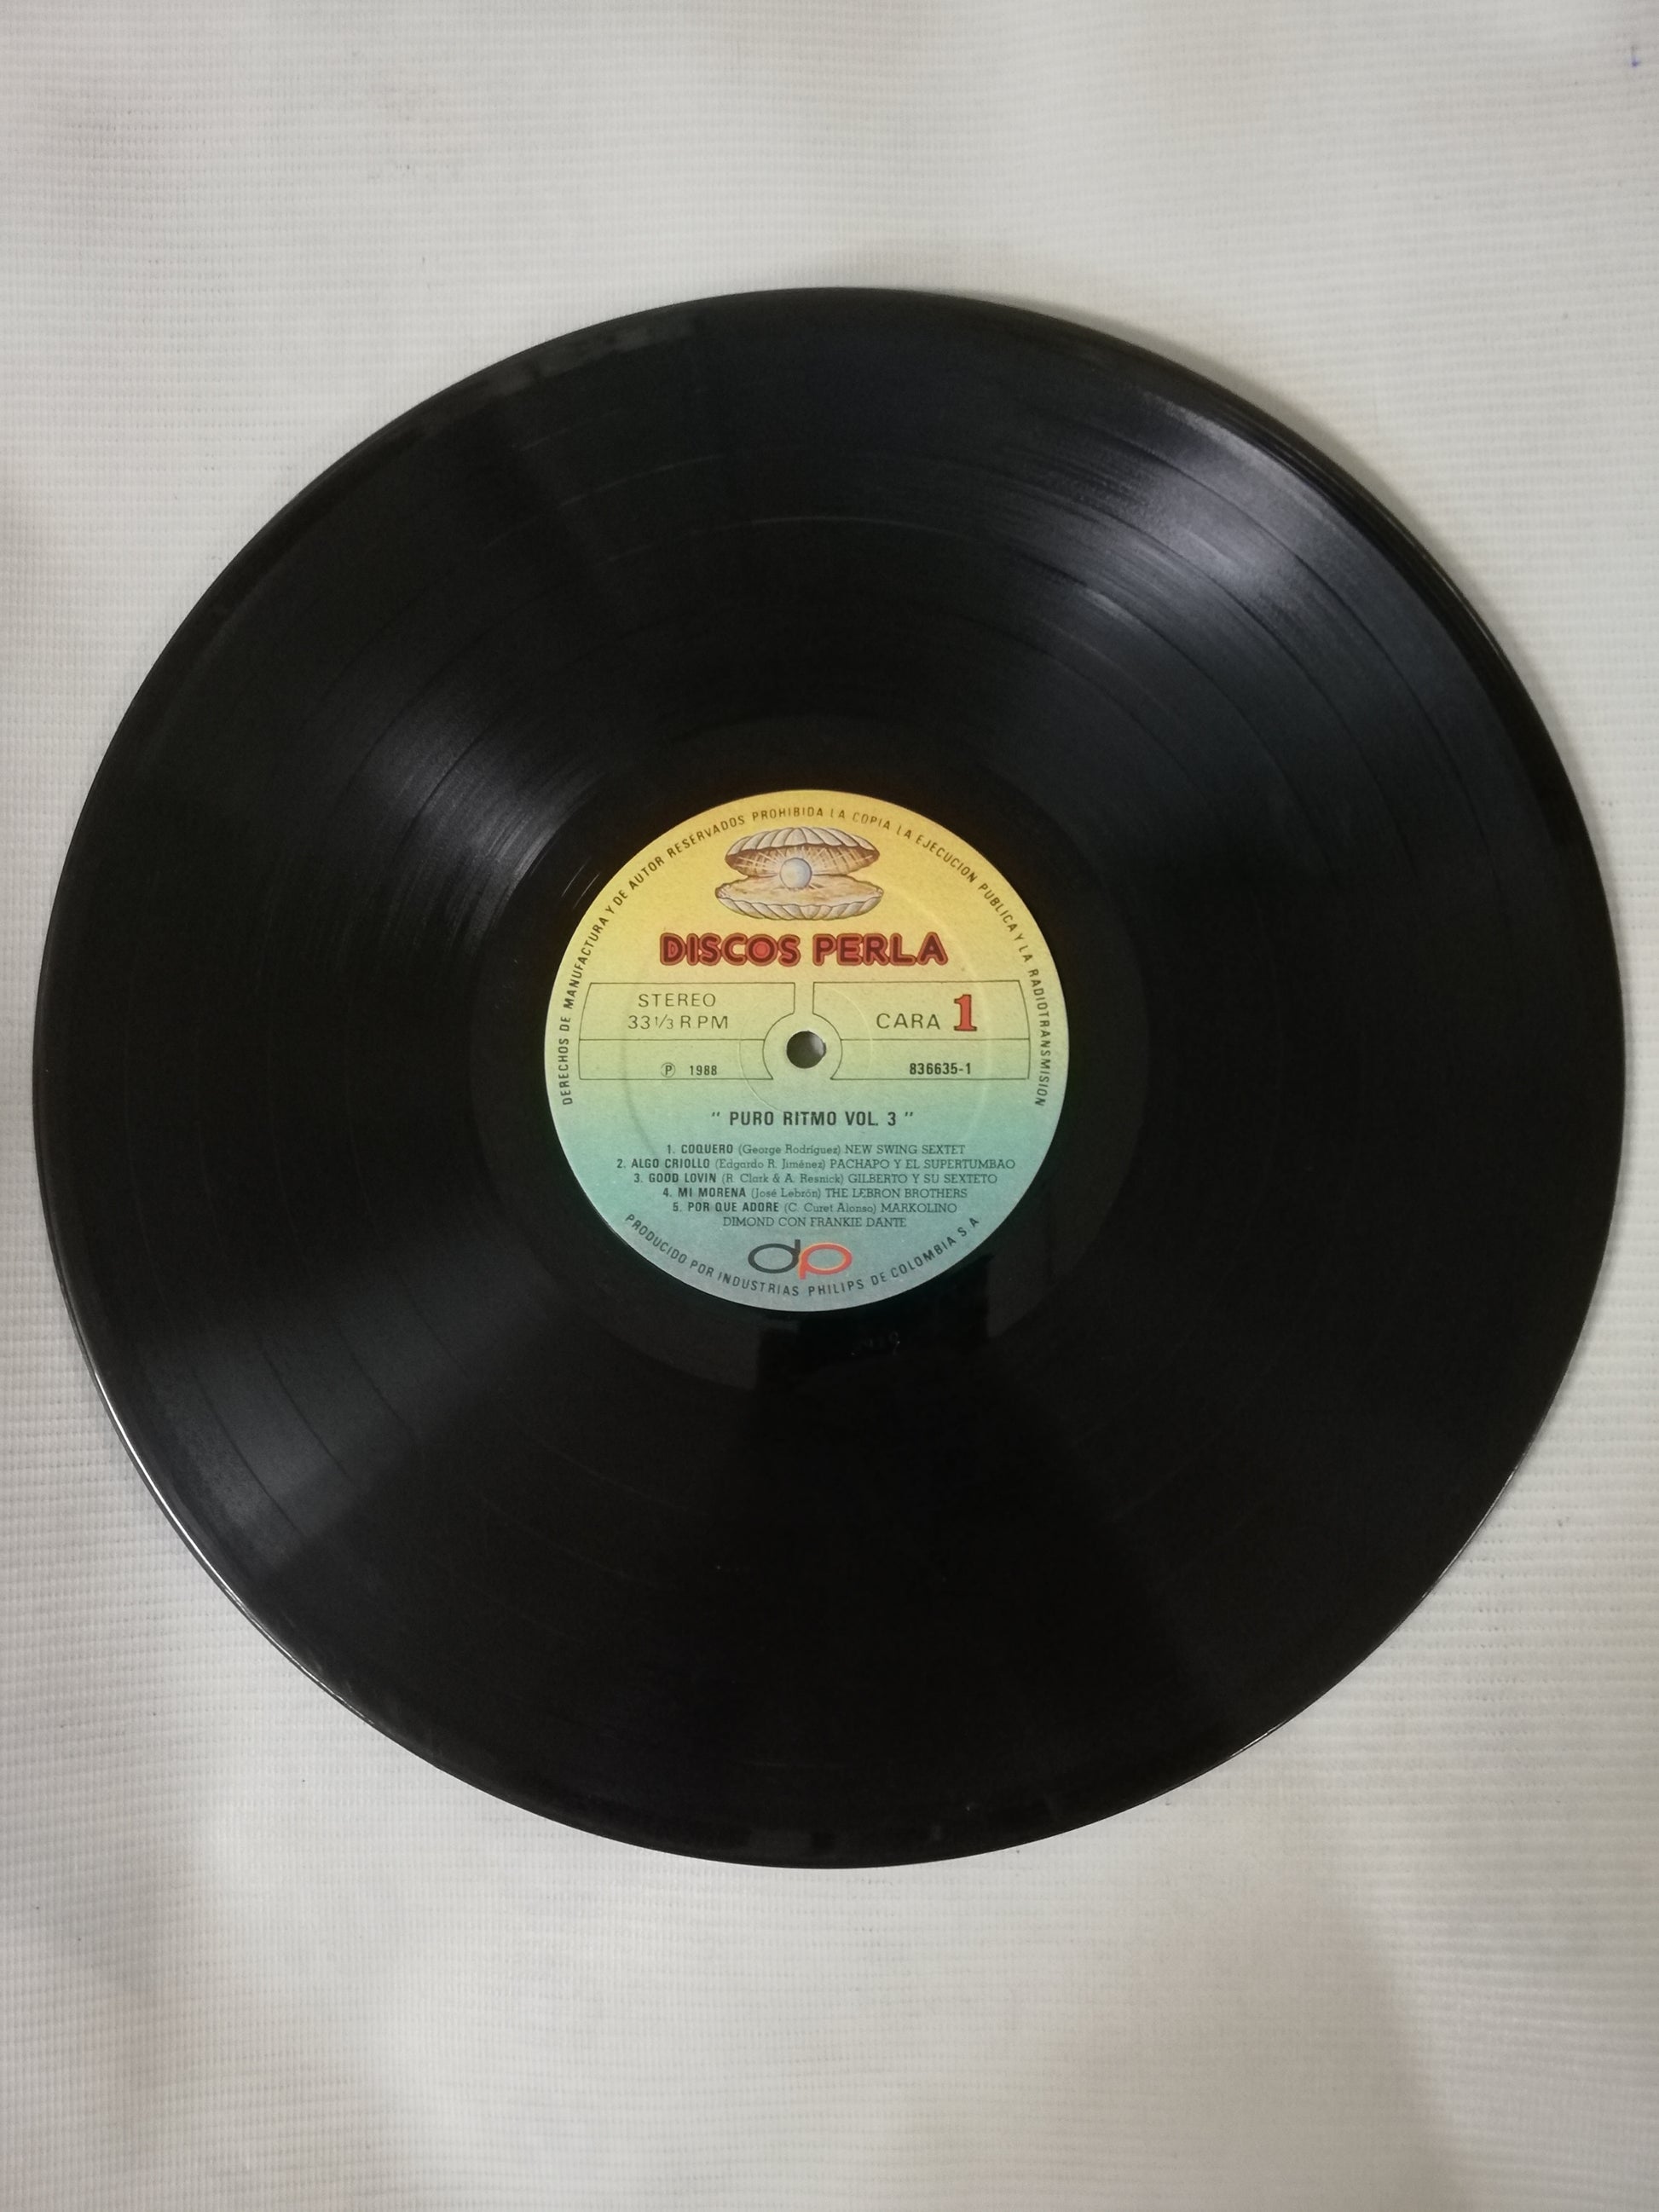 DERECHOS DE MANUFACTURA Y DE AUTOR RESERVADOS PROHIBIDA LA COPIA LA EJECUCION PUBLICA Y LA RADIOTRANSMISION
DISCOS PERLA
STEREO
33 1/3 RPM
CARA 1
Ⓟ 1988
836635-1
" PURO RITMO VOL. 3 "
1. COQUERO (George Rodríguez) NEW SWING SEXTET
2. ALGO CRIOLLO (Edgardo R. Jiménez) PACHAPO Y EL SUPERTUMBAO
3. GOOD LOVIN (R. Clark & A. Resnick) GILBERTO Y SU SEXTETO
4. MI MORENA (José Lebrón) THE LEBRON BROTHERS
5. POR QUE ADORE (C. Curet Alonso) MARKOLINO
DIMOND CON FRANKIE DANTE
dp
PRODUCIDO POR INDUSTRIAS PHILIPS DE COLOMBIA S A